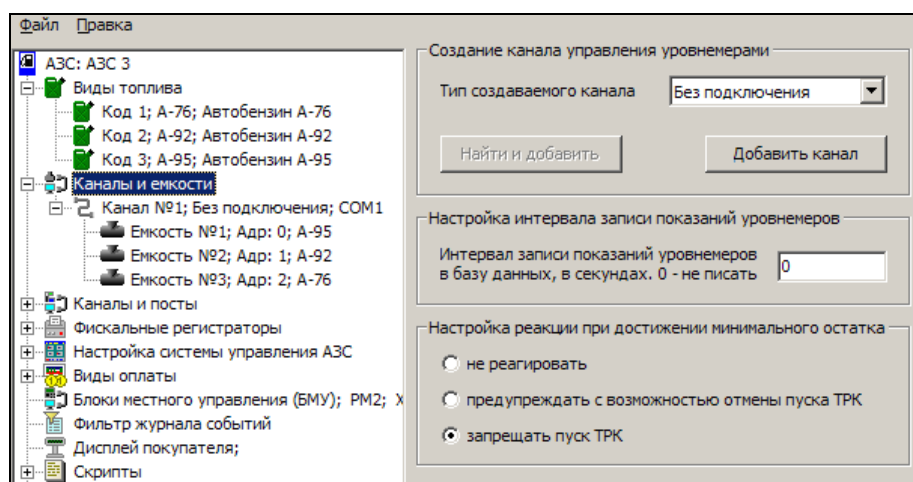 Файл Правка
АЗС: АЗС 3
Виды топлива
Код 1; А-76; Автобензин А-76
Код 2; А-92; Автобензин А-92
Код 3; А-95; Автобензин А-95
Каналы и емкости
Канал №1; Без подключения; COM1
Емкость №1; Адр: 0; А-95
Емкость №2; Адр: 1; А-92
Емкость №3; Адр: 2; А-76
Каналы и посты
Фискальные регистраторы
Настройка системы управления АЗС
Виды оплаты
Блоки местного управления (БМУ); РМ2; Х
Фильтр журнала событий
Дисплей покупателя;
Скрипты
Создание канала управления уровнемерами
Тип создаваемого канала Без подключения
Найти и добавить Добавить канал
Настройка интервала записи показаний уровнемеров
Интервал записи показаний уровнемеров
в базу данных, в секундах. 0 - не писать 0
Настройка реакции при достижении минимального остатка
не реагировать
предупреждать с возможностью отмены пуска ТРК
запрещать пуск ТРК